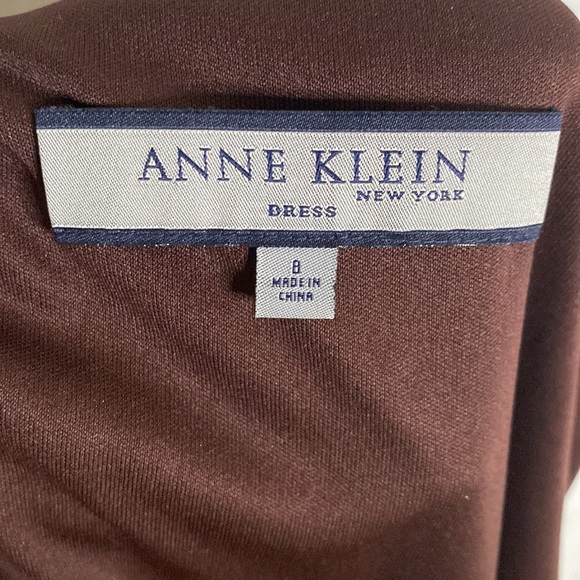 ANNE KLEIN
NEW YORK
DRESS
8
MADE IN
CHINA